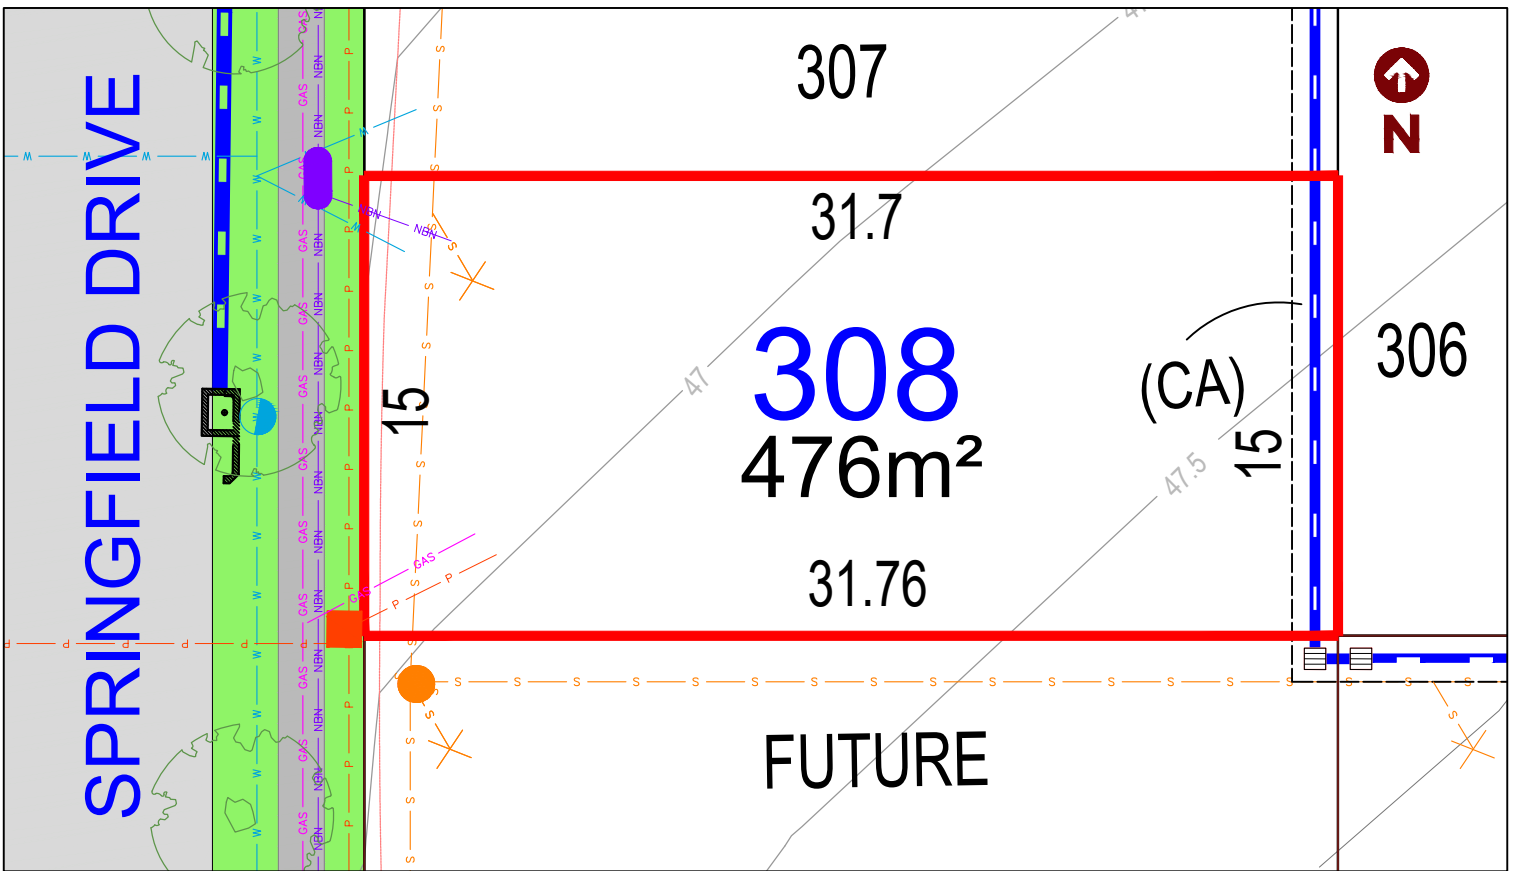 SPRINGFIELD DRIVE
307
N
31.7
308
476m²
15
(CA)
15
306
47
47.5
31.76
FUTURE
GAS
NBN
W
P
S